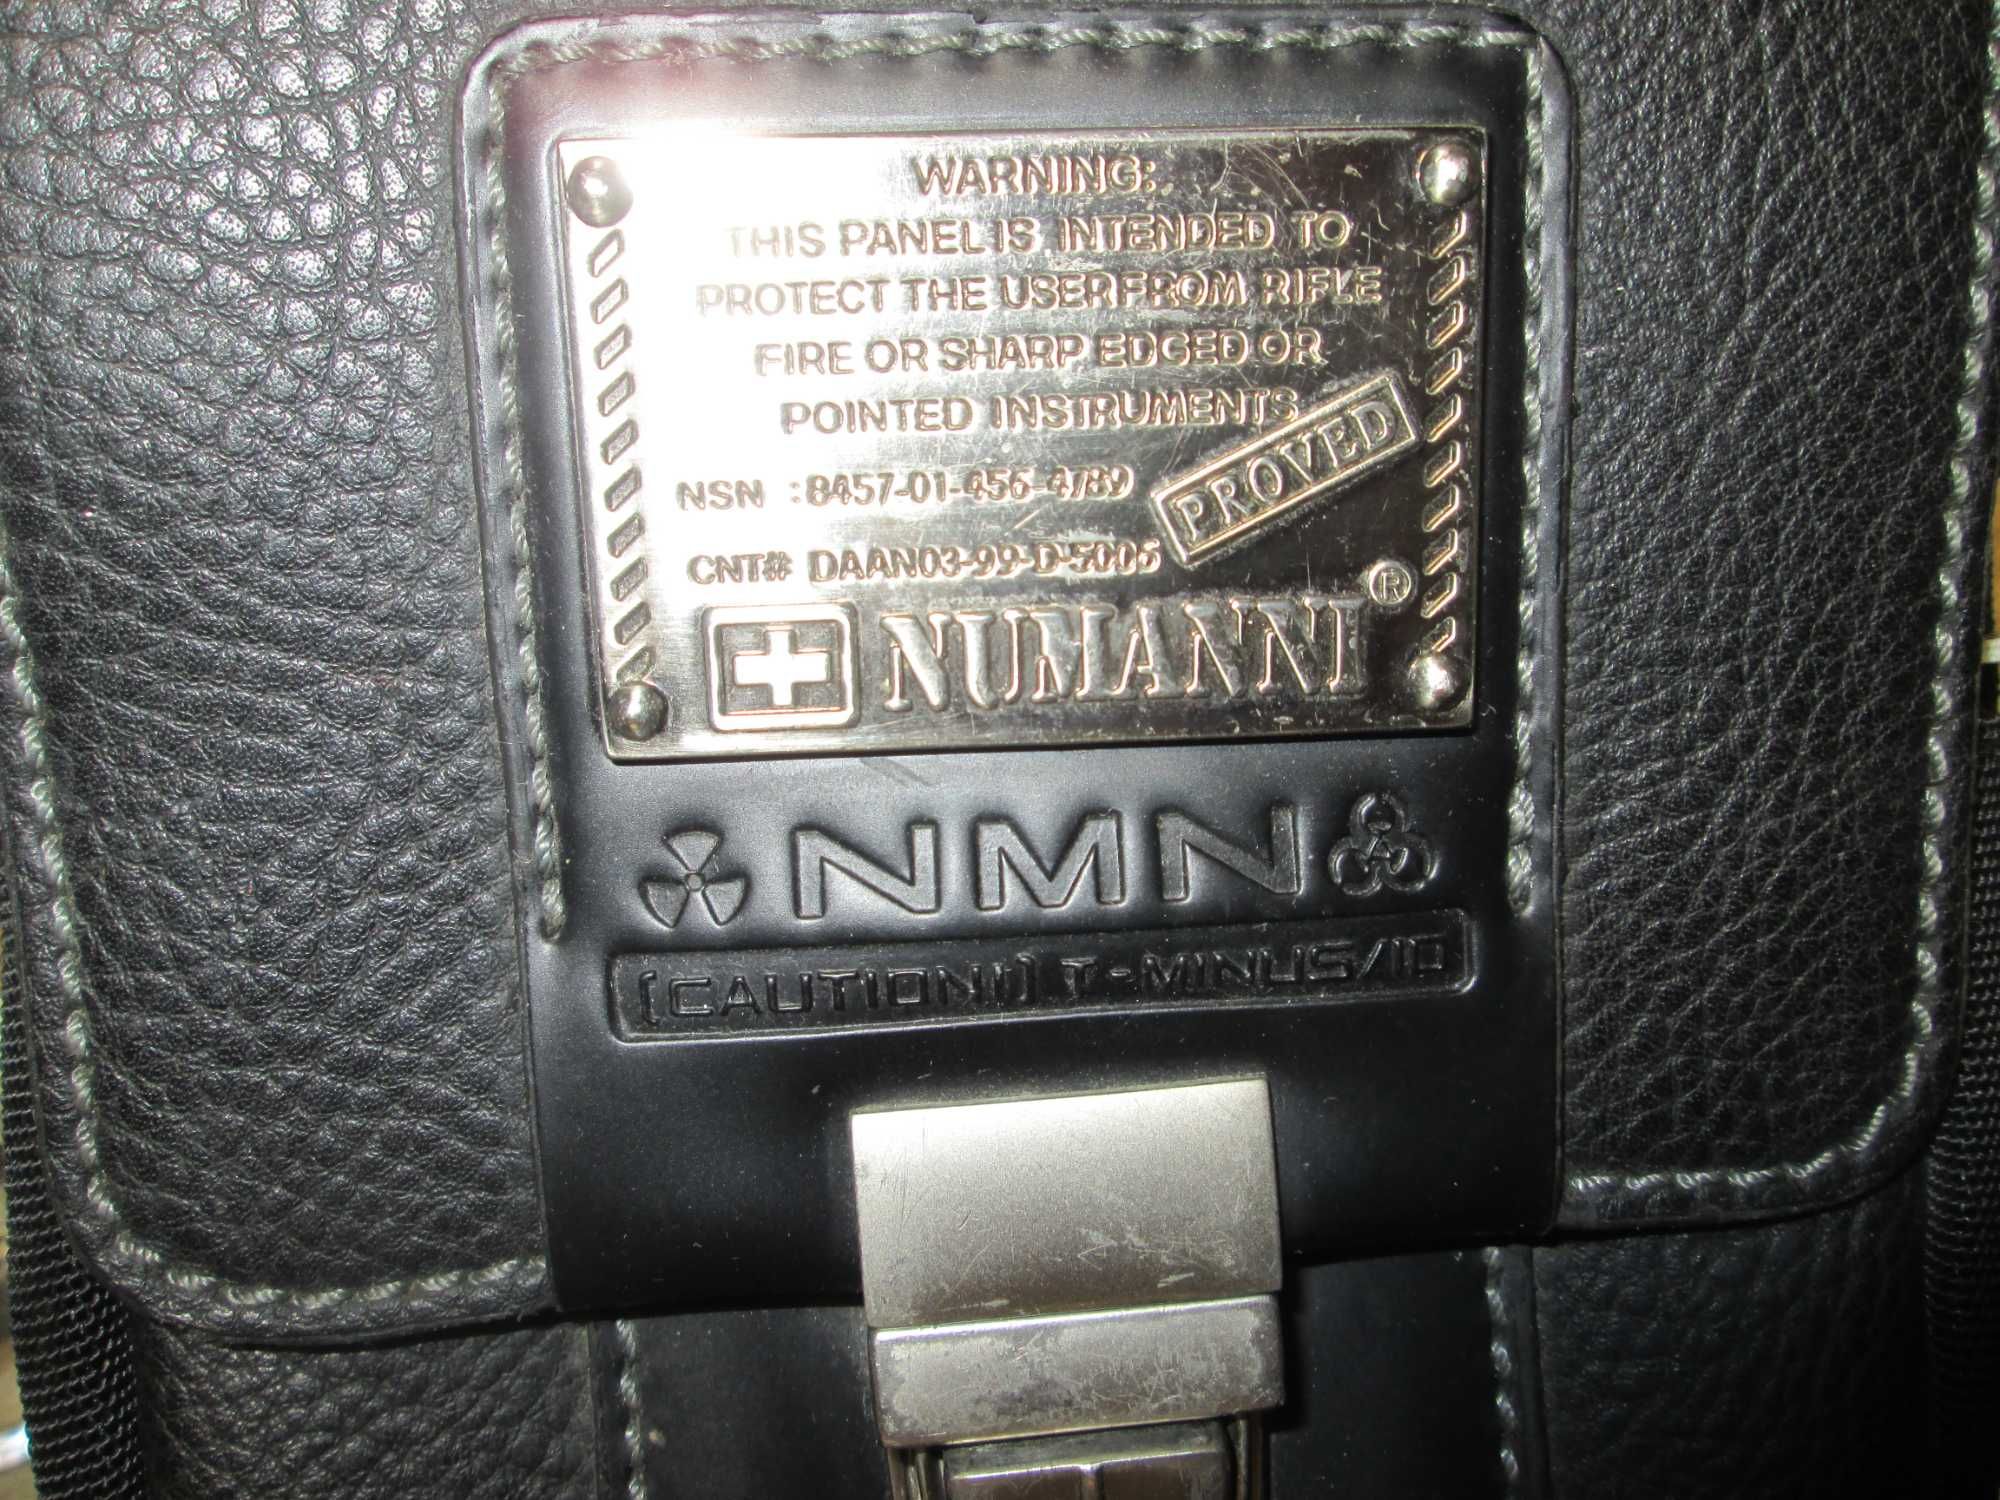 WARNING:
THIS PANEL IS INTENDED TO
PROTECT THE USER FROM RIFLE
FIRE OR SHARP EDGED OR
POINTED INSTRUMENTS
PROVED
NSN : 8457-01-456-4789
CNT# DAAN03-99-D-5006
NUMANNI®
NMN
[CAUTION!] T-MINUS/10